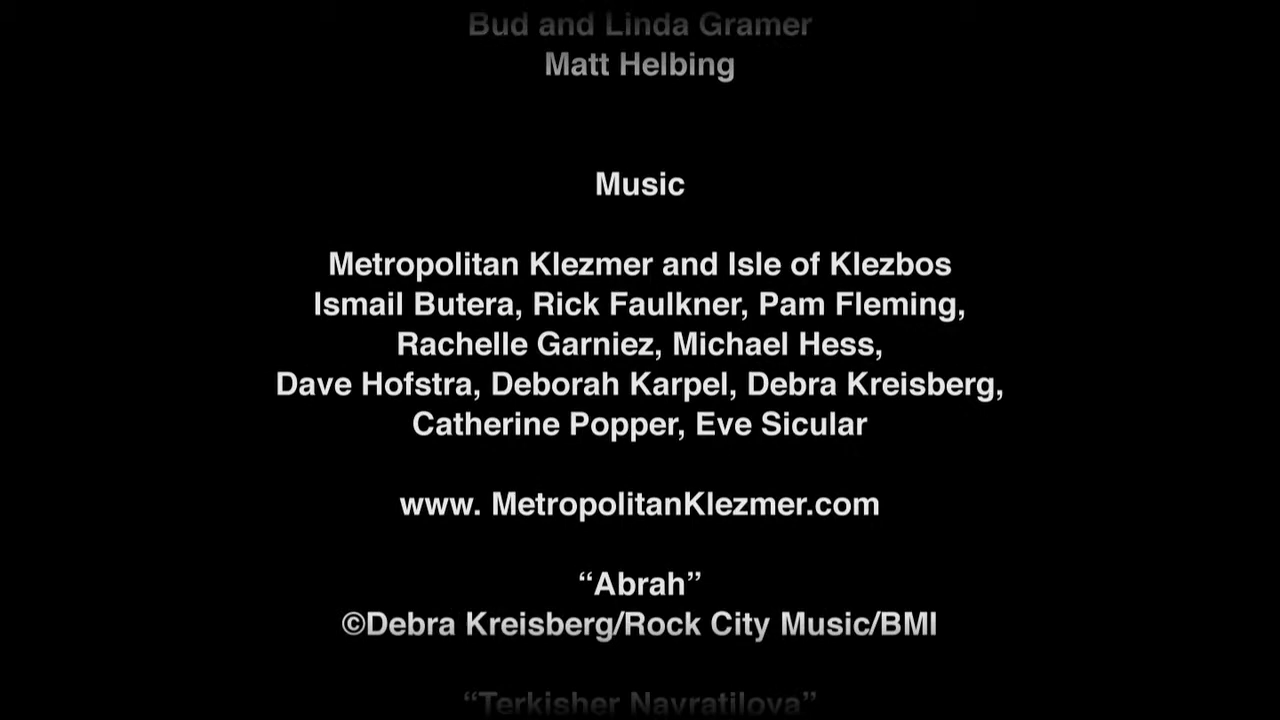 Bud and Linda Gramer
Matt Helbing
Music
Metropolitan Klezmer and Isle of Klezbos
Ismail Butera, Rick Faulkner, Pam Fleming,
Rachelle Garniez, Michael Hess,
Dave Hofstra, Deborah Karpel, Debra Kreisberg,
Catherine Popper, Eve Sicular
www. MetropolitanKlezmer.com
“Abrah”
©Debra Kreisberg/Rock City Music/BMI
“Terkisher Navratilova”